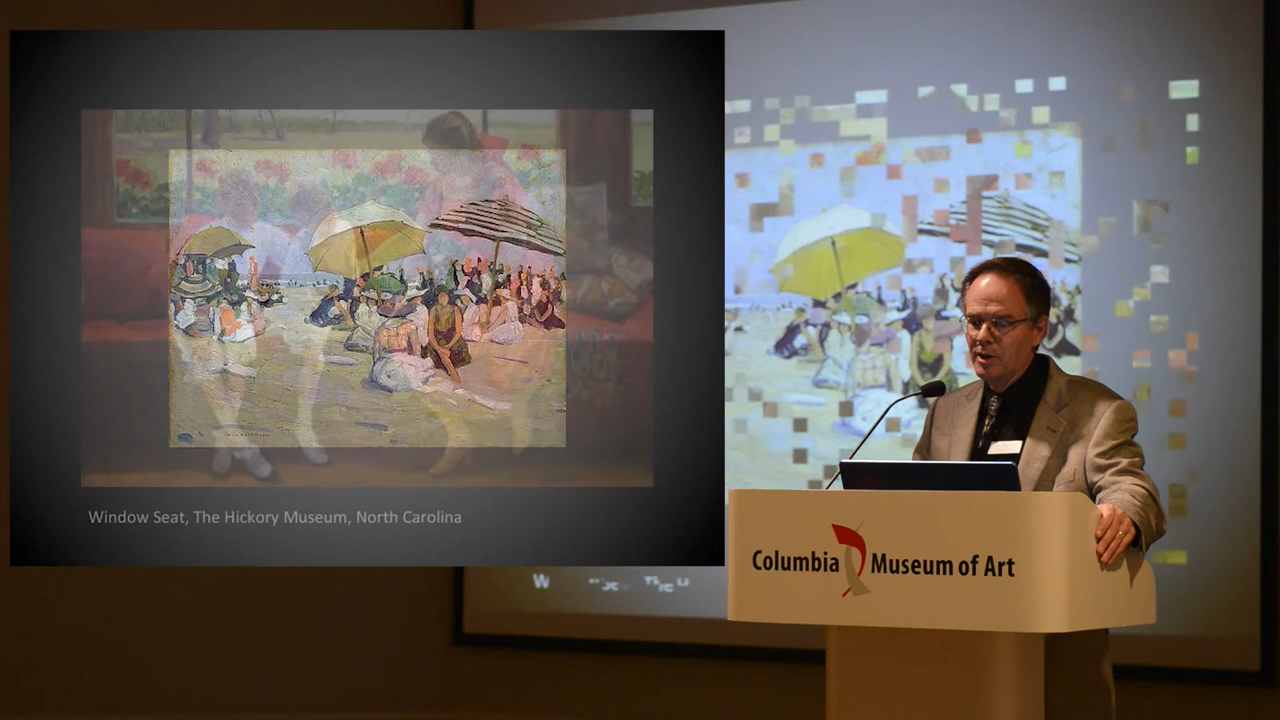 Window Seat, The Hickory Museum, North Carolina
Columbia Museum of Art